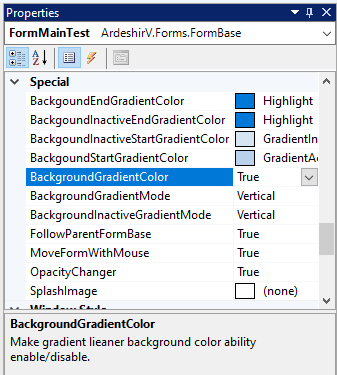 Properties
FormMainTest ArdeshirV.Forms.FormBase
Special
BackgoundEndGradientColor Highlight
BackgoundInactiveEndGradientColor Highlight
BackgoundInactiveStartGradientColor GradientIn
BackgoundStartGradientColor GradientAc
BackgroundGradientColor True
BackgroundGradientMode Vertical
BackgroundInactiveGradientMode Vertical
FollowParentFormBase True
MoveFormWithMouse True
OpacityChanger True
SplashImage (none)
Window Style
BackgroundGradientColor
Make gradient lieaner background color ability
enable/disable.